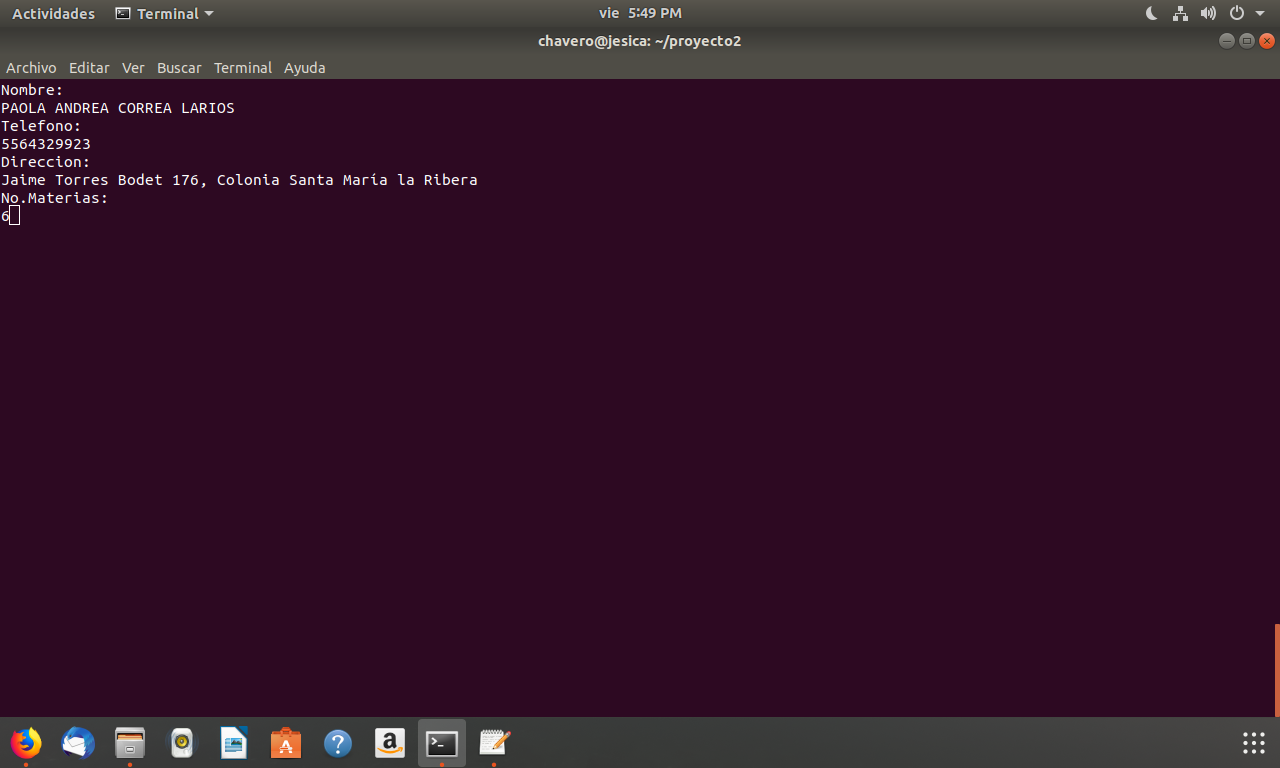 Actividades Terminal vie 5:49 PM
chavero@jesica: ~/proyecto2
Archivo Editar Ver Buscar Terminal Ayuda
Nombre:
PAOLA ANDREA CORREA LARIOS
Telefono:
5564329923
Direccion:
Jaime Torres Bodet 176, Colonia Santa María la Ribera
No.Materias:
6